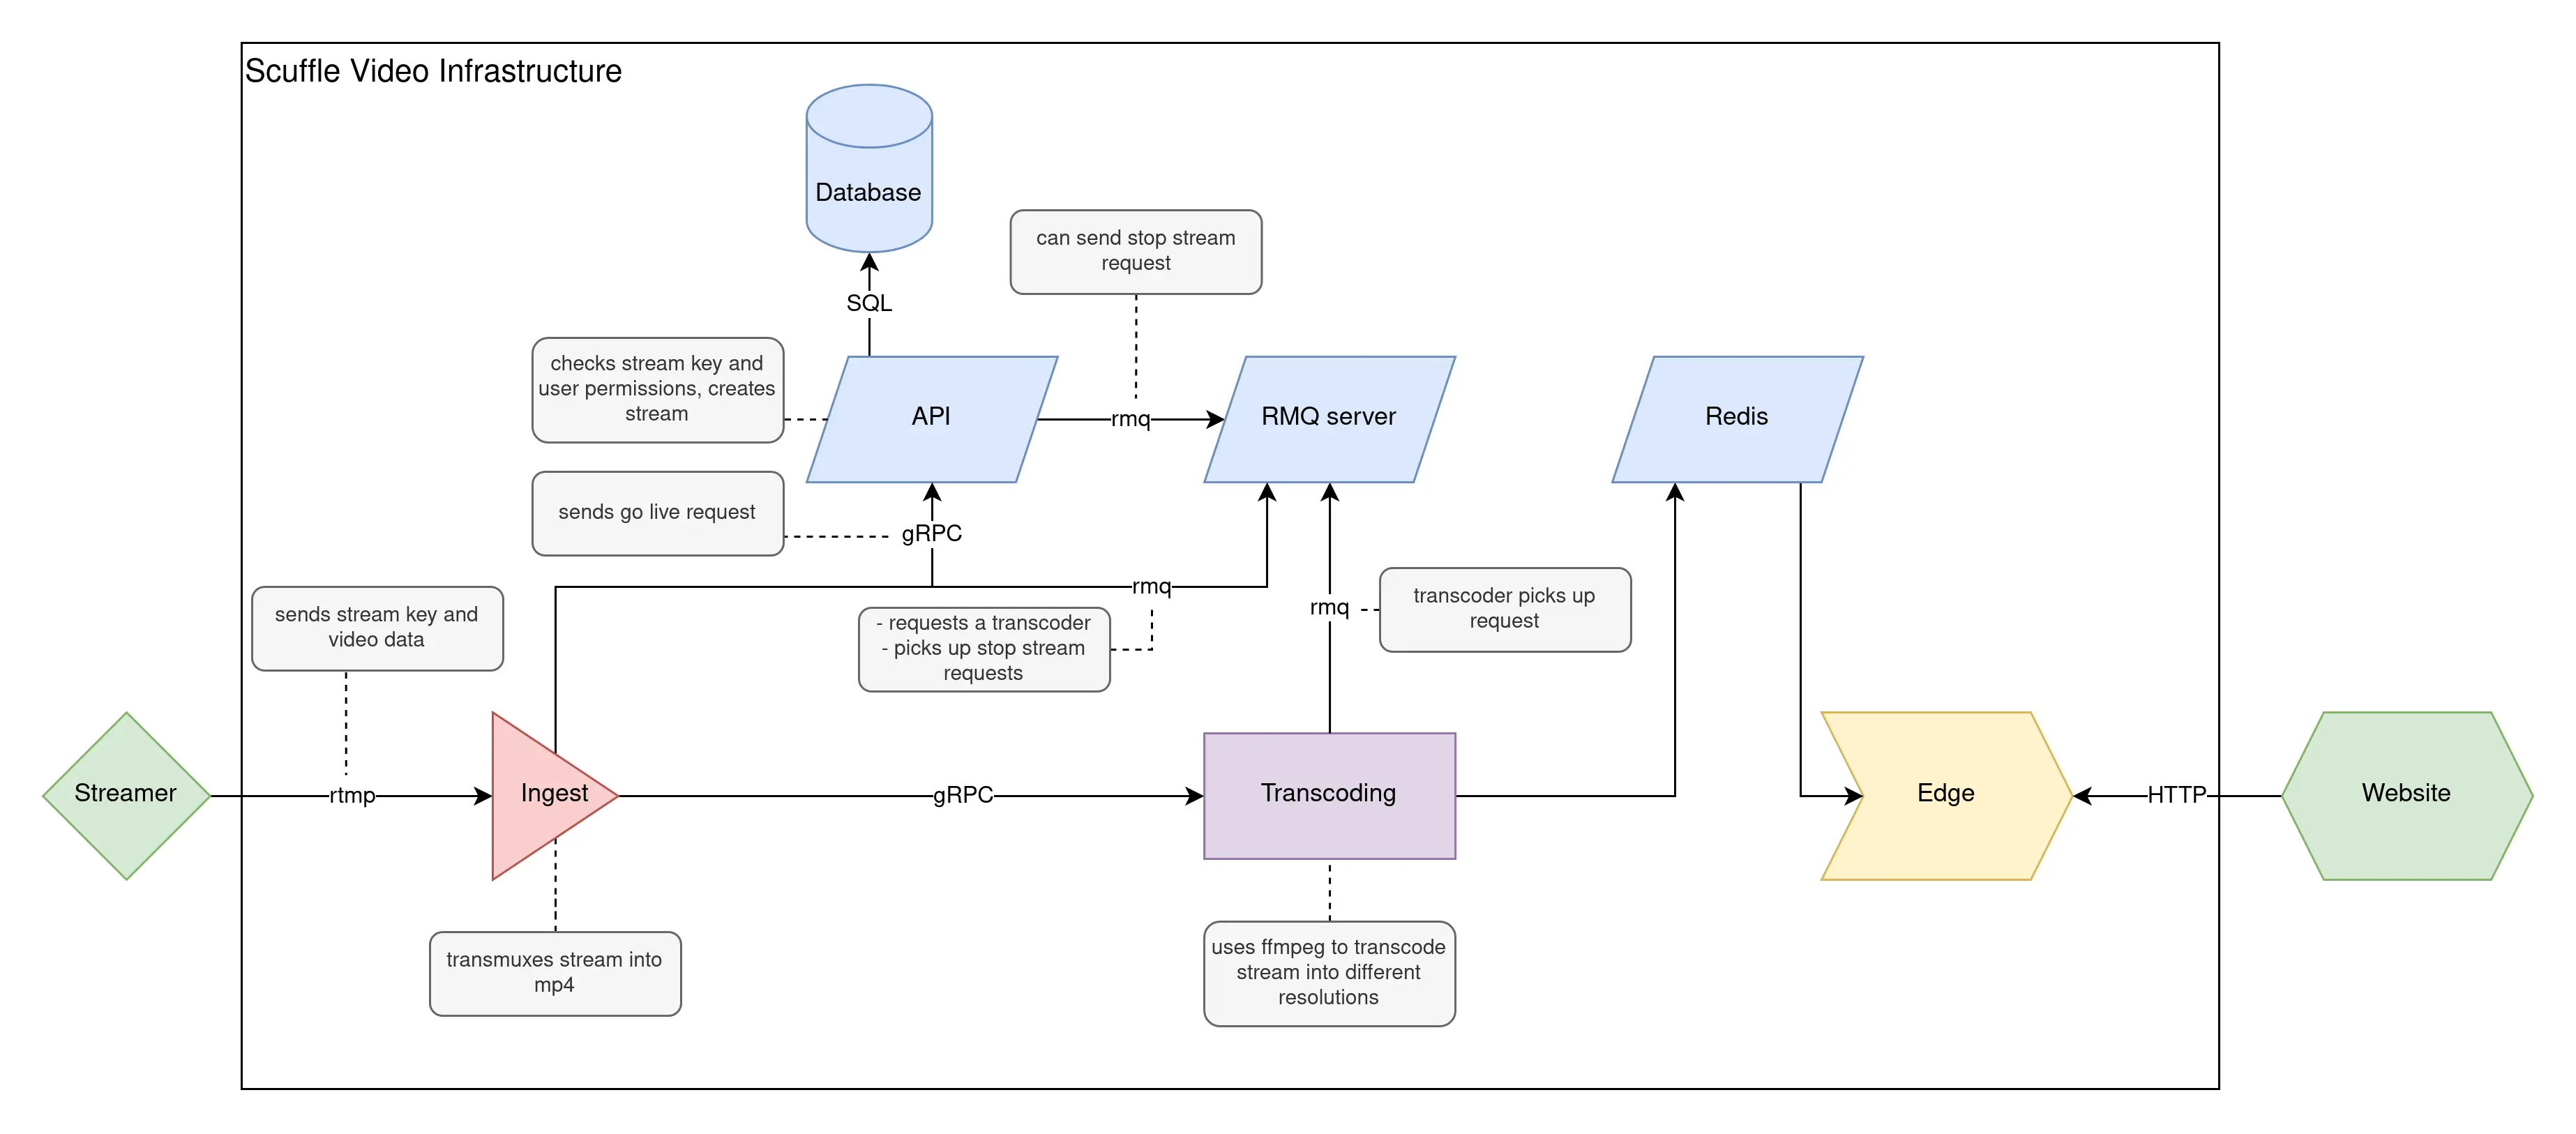 Scuffle Video Infrastructure
Database
can send stop stream
request
SQL
checks stream key and
user permissions, creates
stream
API
rmq
RMQ server
Redis
sends go live request
gRPC
rmq
sends stream key and
video data
- requests a transcoder
- picks up stop stream
requests
rmq
transcoder picks up
request
Streamer
rtmp
Ingest
gRPC
Transcoding
Edge
HTTP
Website
transmuxes stream into
mp4
uses ffmpeg to transcode
stream into different
resolutions